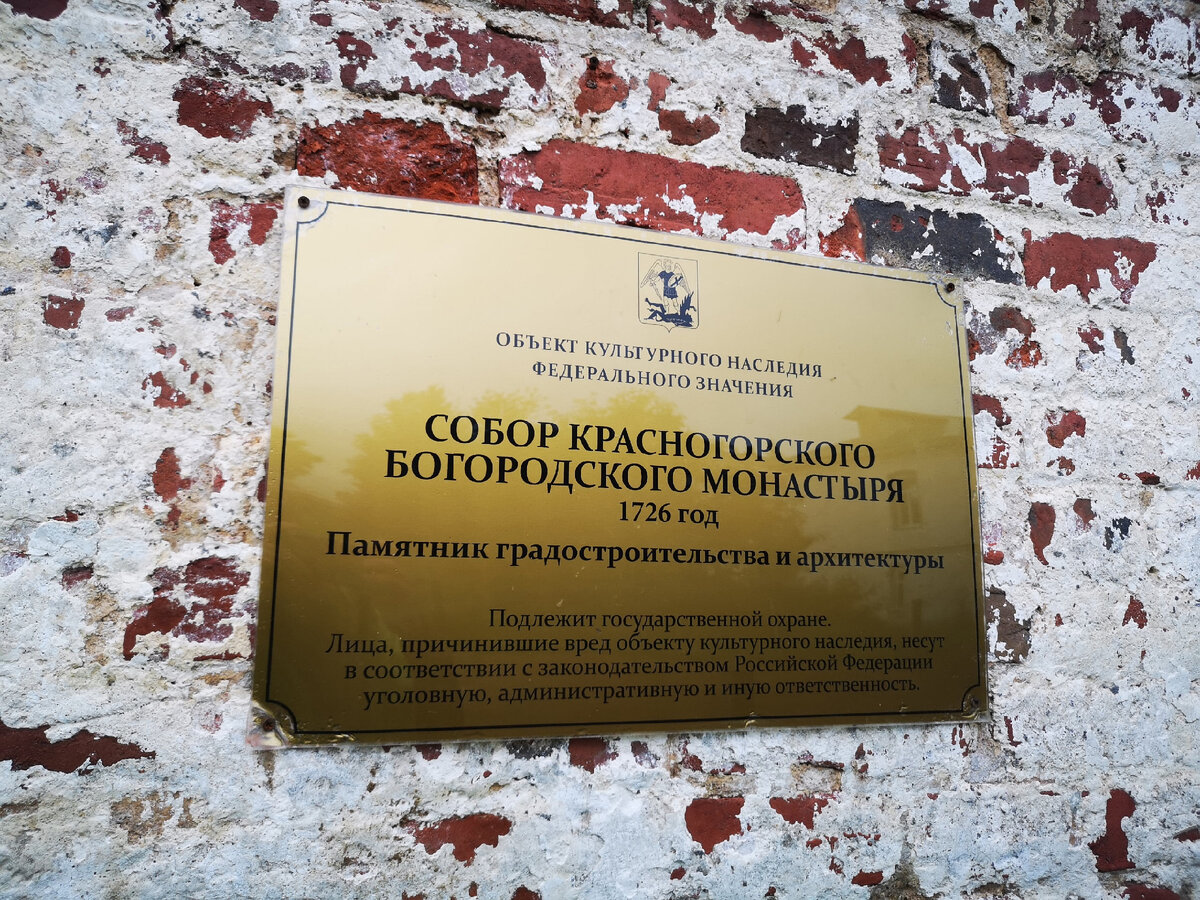 ОБЪЕКТ КУЛЬТУРНОГО НАСЛЕДИЯ
ФЕДЕРАЛЬНОГО ЗНАЧЕНИЯ
СОБОР КРАСНОГОРСКОГО
БОГОРОДСКОГО МОНАСТЫРЯ
1726 год
Памятник градостроительства и архитектуры
Подлежит государственной охране.
Лица, причинившие вред объекту культурного наследия, несут
в соответствии с законодательством Российской Федерации
уголовную, административную и иную ответственность.